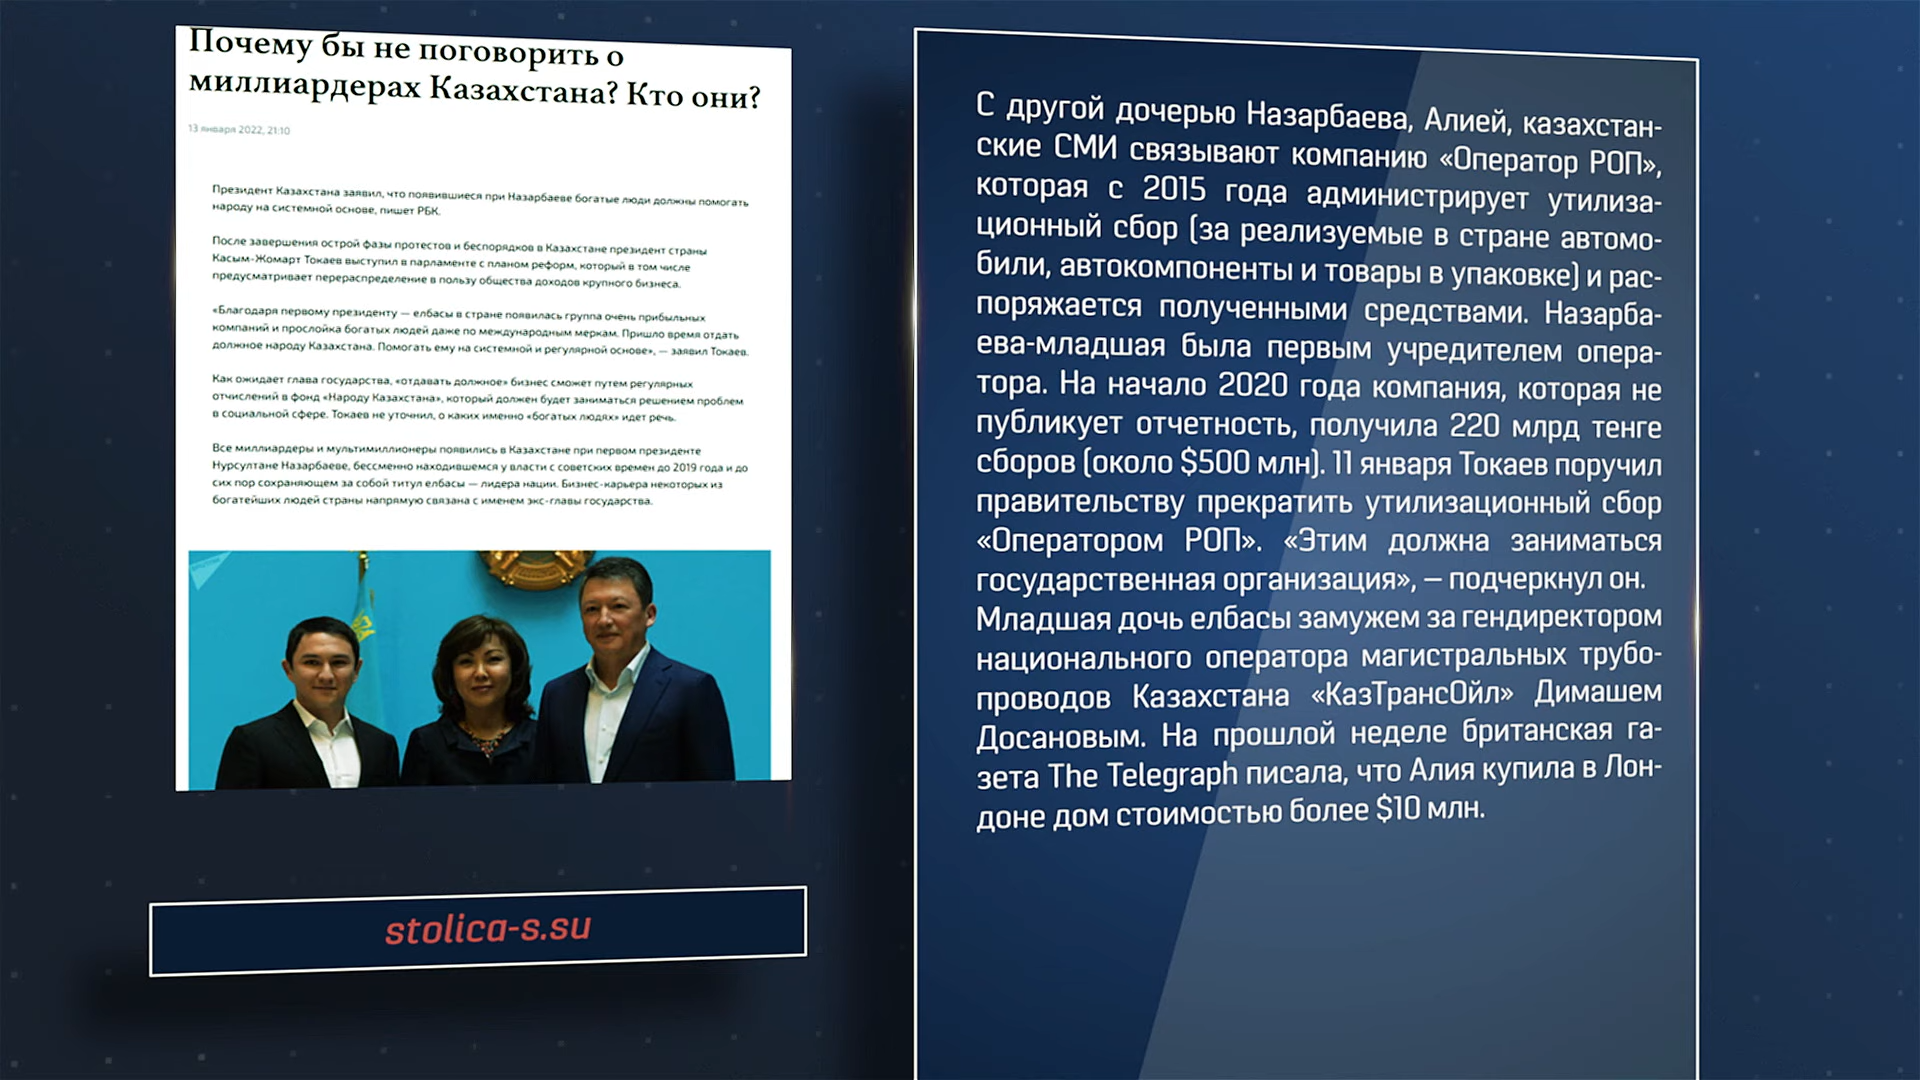 Почему бы не поговорить о
миллиардерах Казахстана? Кто они?
13 января 2022, 21:10
Президент Казахстана заявил, что появившиеся при Назарбаеве богатые люди должны помогать
народу на системной основе, пишет РБК.
После завершения острой фазы протестов и беспорядков в Казахстане президент страны
Касым-Жомарт Токаев выступил в парламенте с планом реформ, который в том числе
предусматривает перераспределение в пользу общества доходов крупного бизнеса.
«Благодаря первому президенту — елбасы в стране появилась группа очень прибыльных
компаний и прослойка богатых людей даже по международным меркам. Пришло время отдать
должное народу Казахстана. Помогать ему на системной и регулярной основе», — заявил Токаев.
Как ожидает глава государства, «отдавать должное» бизнес сможет путем регулярных
отчислений в фонд «Народу Казахстана», который должен будет заниматься решением проблем
в социальной сфере. Токаев не уточнил, о каких именно «богатых людях» идет речь.
Все миллиардеры и мультимиллионеры появились в Казахстане при первом президенте
Нурсултане Назарбаеве, бессменно находившемся у власти с советских времен до 2019 года и до
сих пор сохраняющем за собой титул елбасы — лидера нации. Бизнес-карьера некоторых из
богатейших людей страны напрямую связана с именем экс-главы государства.
SPUTNIK
stolica-s.su
С другой дочерью Назарбаева, Алией, казахстан-
ские СМИ связывают компанию «Оператор РОП»,
которая с 2015 года администрирует утилиза-
ционный сбор (за реализуемые в стране автомо-
били, автокомпоненты и товары в упаковке) и рас-
поряжается полученными средствами. Назарба-
ева-младшая была первым учредителем опера-
тора. На начало 2020 года компания, которая не
публикует отчетность, получила 220 млрд тенге
сборов (около $500 млн). 11 января Токаев поручил
правительству прекратить утилизационный сбор
«Оператором РОП». «Этим должна заниматься
государственная организация», — подчеркнул он.
Младшая дочь елбасы замужем за гендиректором
национального оператора магистральных трубо-
проводов Казахстана «КазТрансОйл» Димашем
Досановым. На прошлой неделе британская га-
зета The Telegraph писала, что Алия купила в Лон-
доне дом стоимостью более $10 млн.